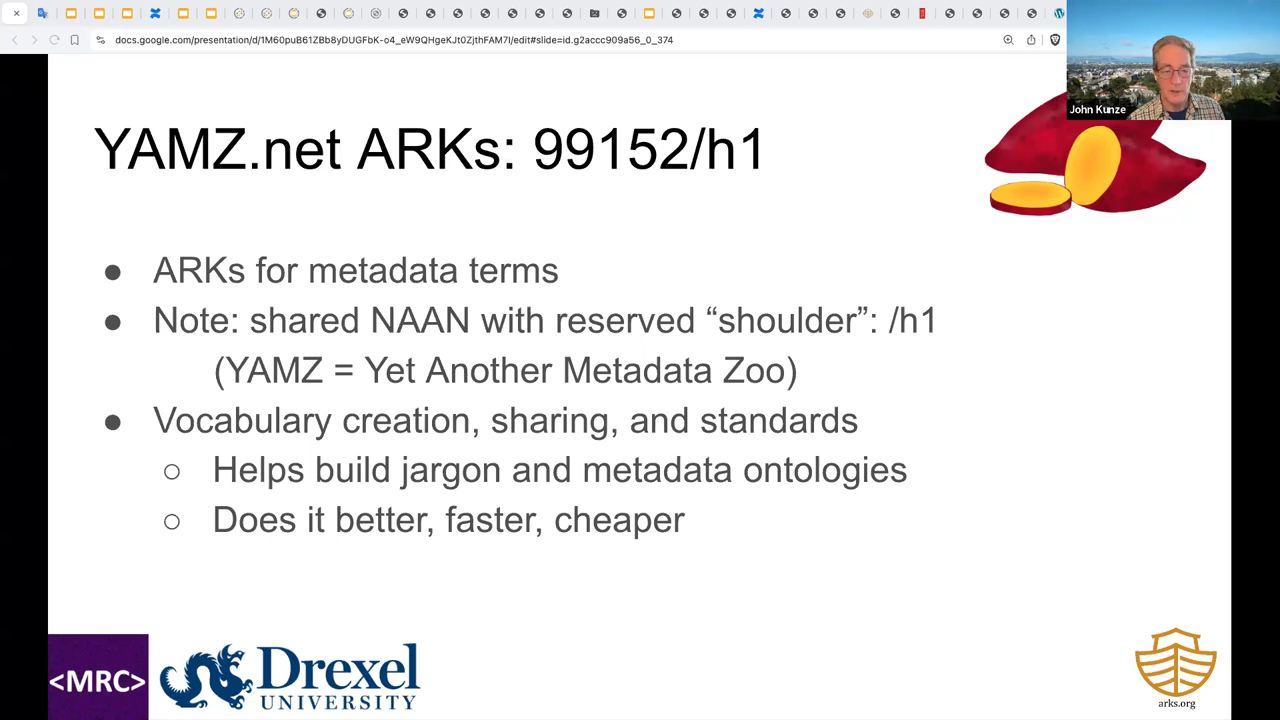 docs.google.com/presentation/d/1M60puB61ZBb8yDUGFbK-o4_eW9QHgeKJt0ZjthFAM7I/edit#slide=id.g2accc909a56_0_374
John Kunze
YAMZ.net ARKs: 99152/h1
● ARKs for metadata terms
● Note: shared NAAN with reserved “shoulder”: /h1
(YAMZ = Yet Another Metadata Zoo)
● Vocabulary creation, sharing, and standards
○ Helps build jargon and metadata ontologies
○ Does it better, faster, cheaper
<MRC>
Drexel
UNIVERSITY
arks.org